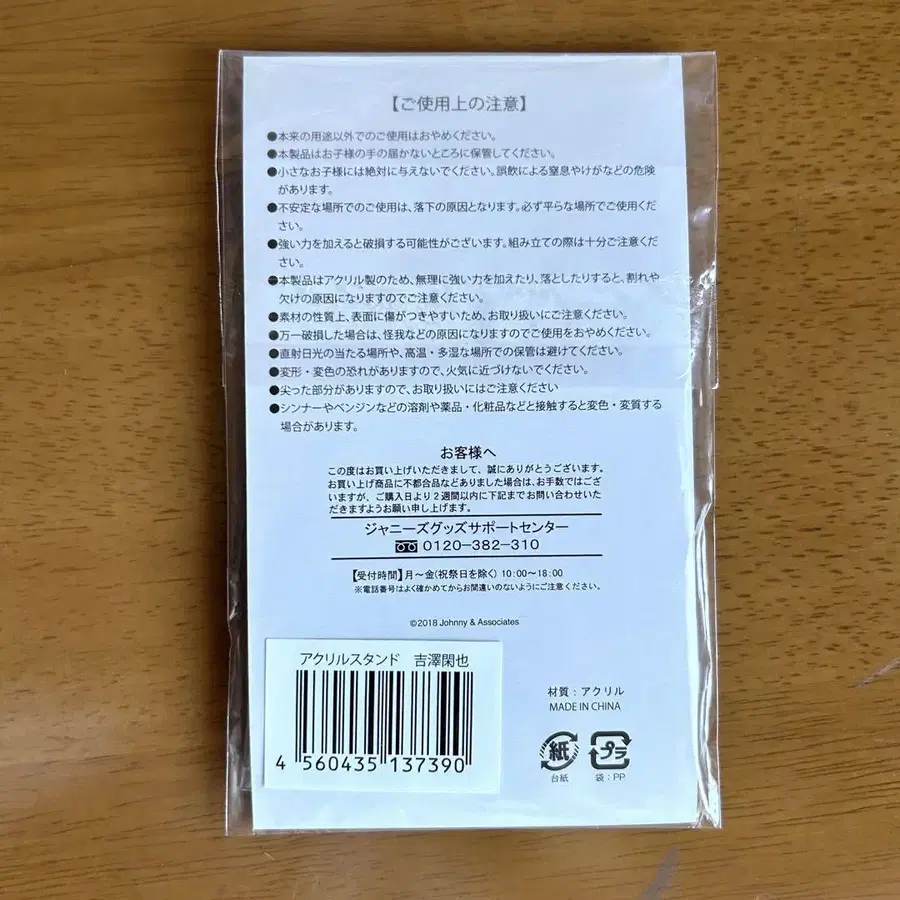 【ご使用上の注意】
●本来の用途以外でのご使用はおやめください。
●本製品はお子様の手の届かないところに保管してください。
●小さなお子様には絶対に与えないでください。誤飲による窒息やけがなどの危険
があります。
●不安定な場所でのご使用は、落下の原因となります。必ず平らな場所でご使用くだ
さい。
●強い力を加えると破損する可能性がございます。組み立ての際は十分ご注意くだ
さい。
●本製品はアクリル製のため、無理に強い力を加えたり、落としたりすると、割れや
欠けの原因になりますのでご注意ください。
●素材の性質上、表面に傷がつきやすいため、お取り扱いにご注意ください。
●万一破損した場合は、怪我などの原因になりますのでご使用をおやめください。
●直射日光の当たる場所や、高温・多湿な場所での保管は避けてください。
●変形・変色の恐れがありますので、火気に近づけないでください。
●尖った部分がありますので、お取り扱いにはご注意ください
●シンナーやベンジンなどの溶剤や薬品・化粧品などと接触すると変色・変質する
場合があります。
お客様へ
この度はお買い上げいただきまして、誠にありがとうございます。
お買い上げ商品に不都合品などありました場合は、お手数ではござ
いますが、ご購入日より2週間以内に下記までお問い合わせいた
だきますようお願い申し上げます。
ジャニーズグッズサポートセンター
0120-382-310
【受付時間】月～金(祝祭日を除く) 10:00～18:00
※電話番号はよく確かめてからお間違いのないようにご注意ください。
©2018 Johnny & Associates
アクリルスタンド 吉澤閑也
4 560435 137390
材質：アクリル
MADE IN CHINA
紙 プラ
台紙 袋：PP